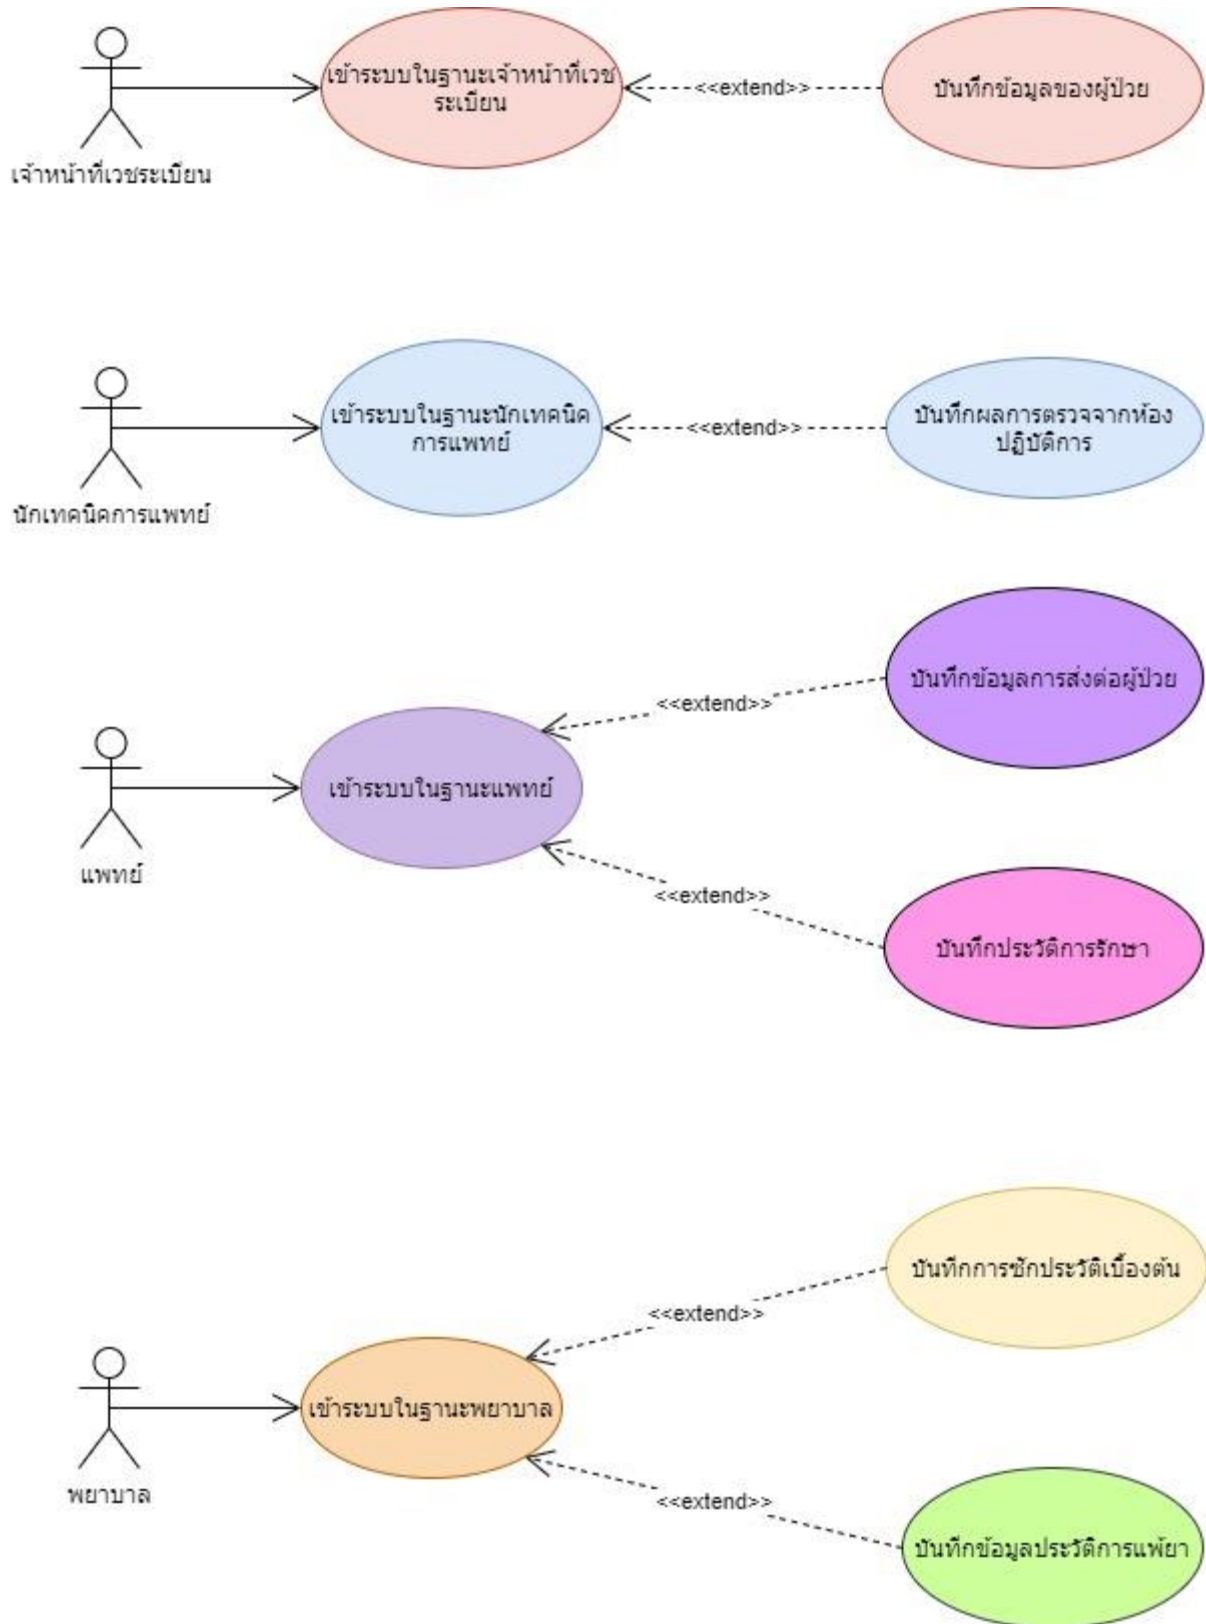 เข้าระบบในฐานะเจ้าหน้าที่เวช
ระเบียน
<<extend>>
บันทึกข้อมูลของผู้ป่วย
เจ้าหน้าที่เวชระเบียน
เข้าระบบในฐานะนักเทคนิค
การแพทย์
<<extend>>
บันทึกผลการตรวจจากห้อง
ปฏิบัติการ
นักเทคนิคการแพทย์
บันทึกข้อมูลการส่งต่อผู้ป่วย
<<extend>>
เข้าระบบในฐานะแพทย์
แพทย์
<<extend>>
บันทึกประวัติการรักษา
บันทึกการซักประวัติเบื้องต้น
<<extend>>
เข้าระบบในฐานะพยาบาล
พยาบาล
<<extend>>
บันทึกข้อมูลประวัติการแพ้ยา